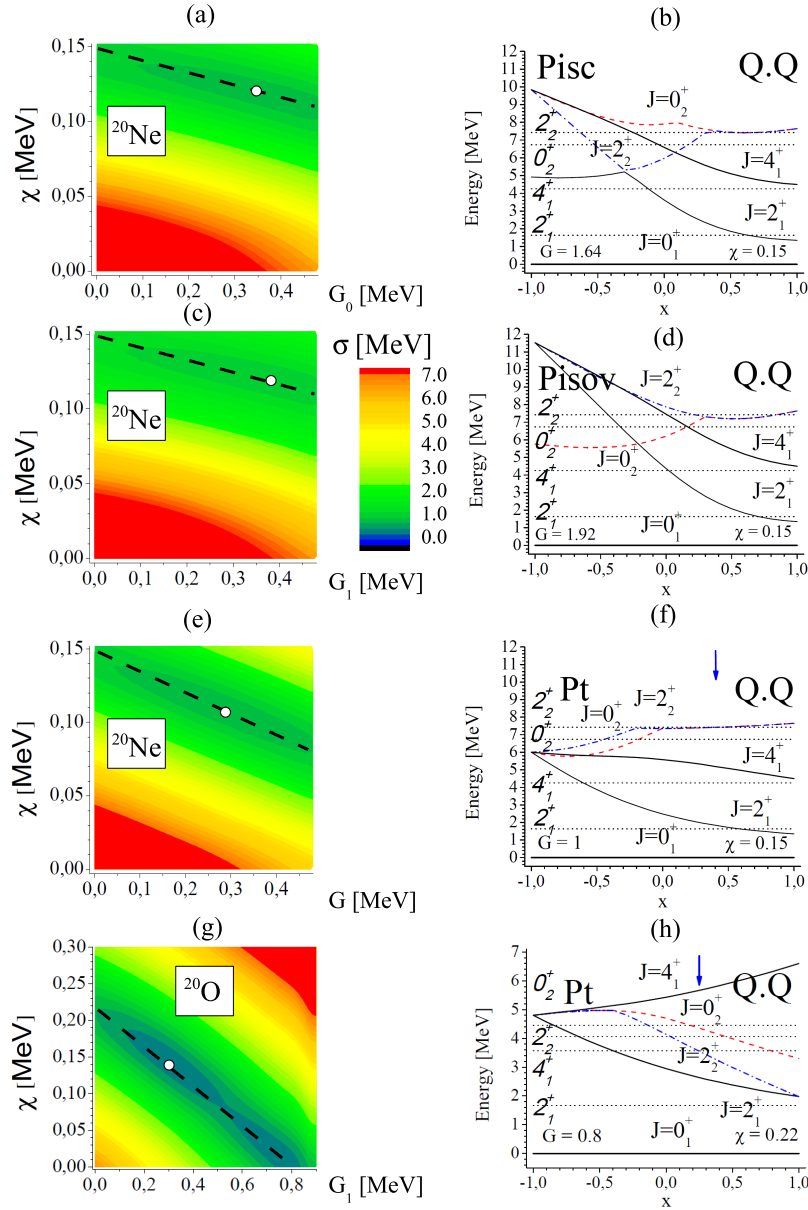 (a)
0,15
0,10
0,05
0,00
χ [MeV]
²⁰Ne
0,0 0,1 0,2 0,3 0,4
G₀ [MeV]
(b)
12
11
10
9
8
7
6
5
4
3
2
1
0
Energy [MeV]
Pisc Q.Q
J=0₂⁺
J=2₂⁺
J=4₁⁺
J=2₁⁺
J=0₁⁺
2₂⁺
0₂⁺
4₁⁺
2₁⁺
G = 1.64 χ = 0.15
-1,0 -0,5 0,0 0,5 1,0
x
(c)
0,15
0,10
0,05
0,00
χ [MeV]
²⁰Ne
0,0 0,1 0,2 0,3 0,4
G₁ [MeV]
σ [MeV]
7.0
6.0
5.0
4.0
3.0
2.0
1.0
0.0
(d)
12
11
10
9
8
7
6
5
4
3
2
1
0
Energy [MeV]
Pisov Q.Q
J=2₂⁺
J=0₂⁺
J=4₁⁺
J=2₁⁺
J=0₁⁺
2₂⁺
0₂⁺
4₁⁺
2₁⁺
G = 1.92 χ = 0.15
-1,0 -0,5 0,0 0,5 1,0
x
(e)
0,15
0,10
0,05
0,00
χ [MeV]
²⁰Ne
0,0 0,1 0,2 0,3 0,4
G [MeV]
(f)
12
11
10
9
8
7
6
5
4
3
2
1
0
Energy [MeV]
Pt Q.Q
J=2₂⁺
J=0₂⁺
J=4₁⁺
J=2₁⁺
J=0₁⁺
2₂⁺
0₂⁺
4₁⁺
2₁⁺
G = 1 χ = 0.15
-1,0 -0,5 0,0 0,5 1,0
x
(g)
0,30
0,25
0,20
0,15
0,10
0,05
0,00
χ [MeV]
²⁰O
0,0 0,2 0,4 0,6 0,8
G₁ [MeV]
(h)
7
6
5
4
3
2
1
0
Energy [MeV]
Pt Q.Q
J=4₁⁺
J=0₂⁺
J=2₂⁺
J=2₁⁺
J=0₁⁺
0₂⁺
2₂⁺
4₁⁺
2₁⁺
G = 0.8 χ = 0.22
-1,0 -0,5 0,0 0,5 1,0
x